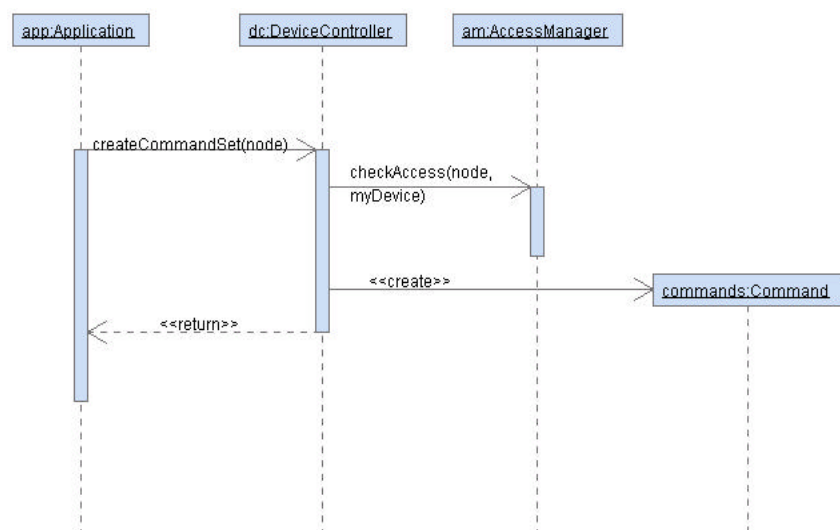 app:Application
dc:DeviceController
am:AccessManager
createCommandSet(node)
checkAccess(node,
myDevice)
<<create>>
commands:Command
<<return>>